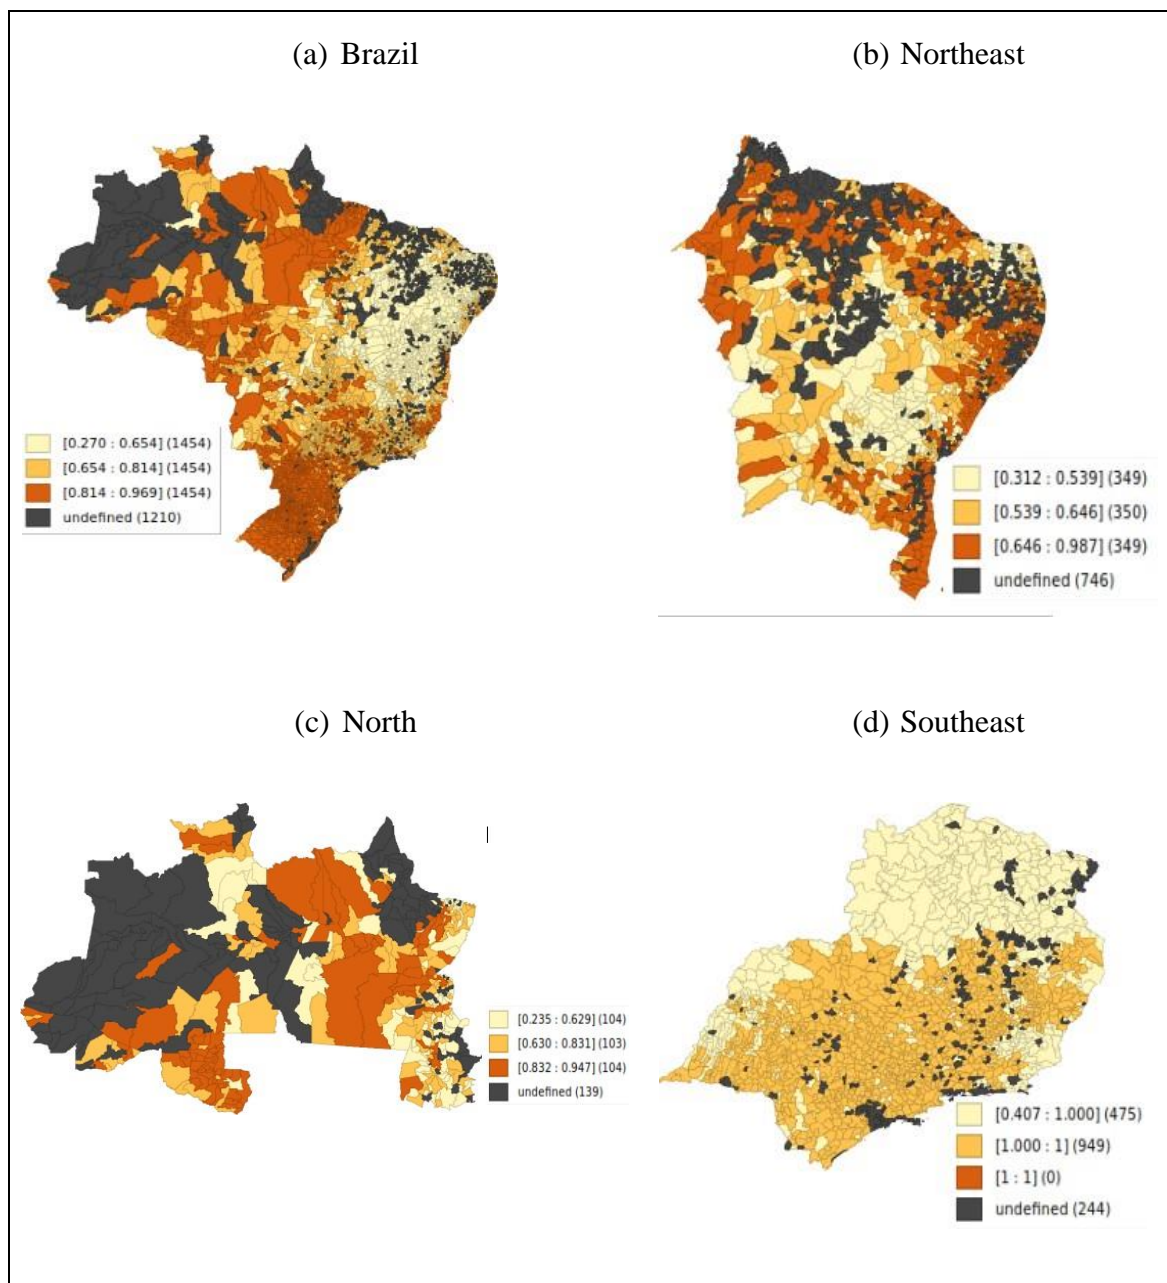 (a) Brazil
(b) Northeast
[0.270 : 0.654] (1454)
[0.654 : 0.814] (1454)
[0.814 : 0.969] (1454)
undefined (1210)
[0.312 : 0.539] (349)
[0.539 : 0.646] (350)
[0.646 : 0.987] (349)
undefined (746)
(c) North
(d) Southeast
[0.235 : 0.629] (104)
[0.630 : 0.831] (103)
[0.832 : 0.947] (104)
undefined (139)
[0.407 : 1.000] (475)
[1.000 : 1] (949)
[1 : 1] (0)
undefined (244)